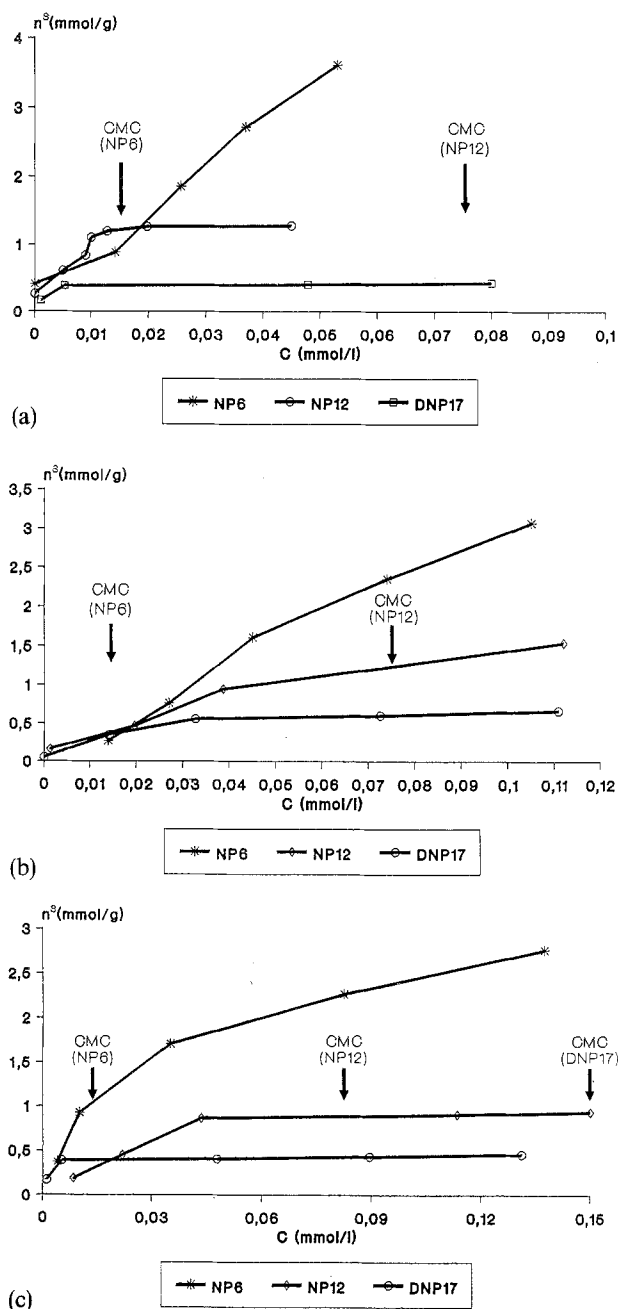 nˢ(mmol/g)
4
3
2
1
0
CMC
(NP6)
CMC
(NP12)
0 0,01 0,02 0,03 0,04 0,05 0,06 0,07 0,08 0,09 0,1
C (mmol/l)
NP6 NP12 DNP17
(a)
nˢ(mmol/g)
3,5
3
2,5
2
1,5
1
0,5
0
CMC
(NP6)
CMC
(NP12)
0 0,01 0,02 0,03 0,04 0,05 0,06 0,07 0,08 0,09 0,1 0,11 0,12
C (mmol/l)
NP6 NP12 DNP17
(b)
nˢ(mmol/g)
3
2,5
2
1,5
1
0,5
0
CMC
(NP6)
CMC
(NP12)
CMC
(DNP17)
0 0,03 0,06 0,09 0,12 0,15
C (mmol/l)
NP6 NP12 DNP17
(c)